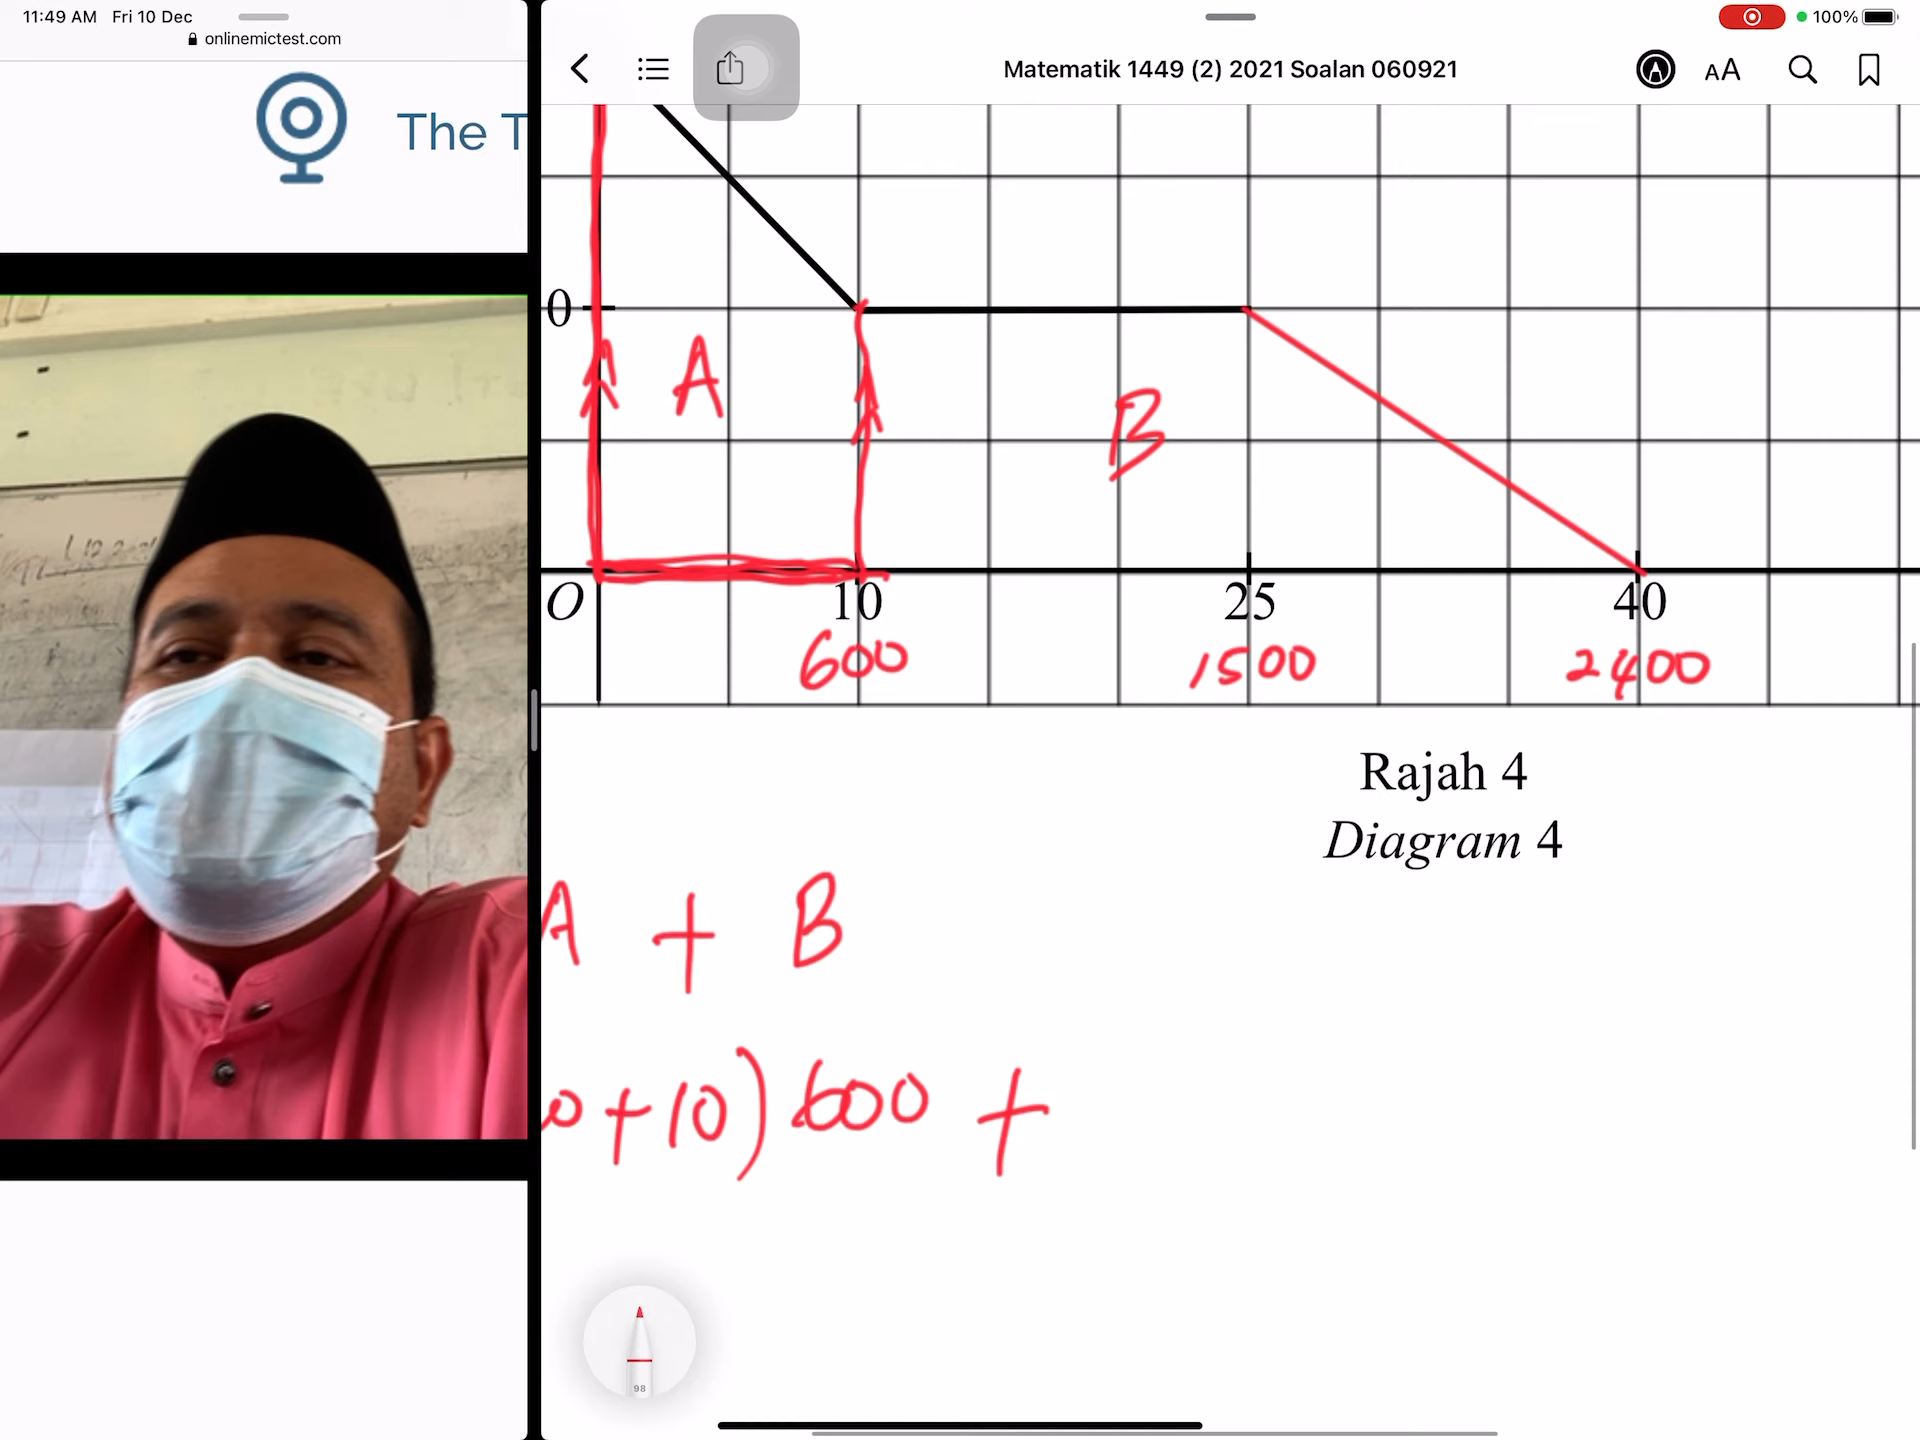 11:49 AM Fri 10 Dec
onlinemictest.com
The T
100%
Matematik 1449 (2) 2021 Soalan 060921
AA
A
0
B
O 10 25 40
600 1500 2400
Rajah 4
Diagram 4
A + B
0+10) 600 +
98